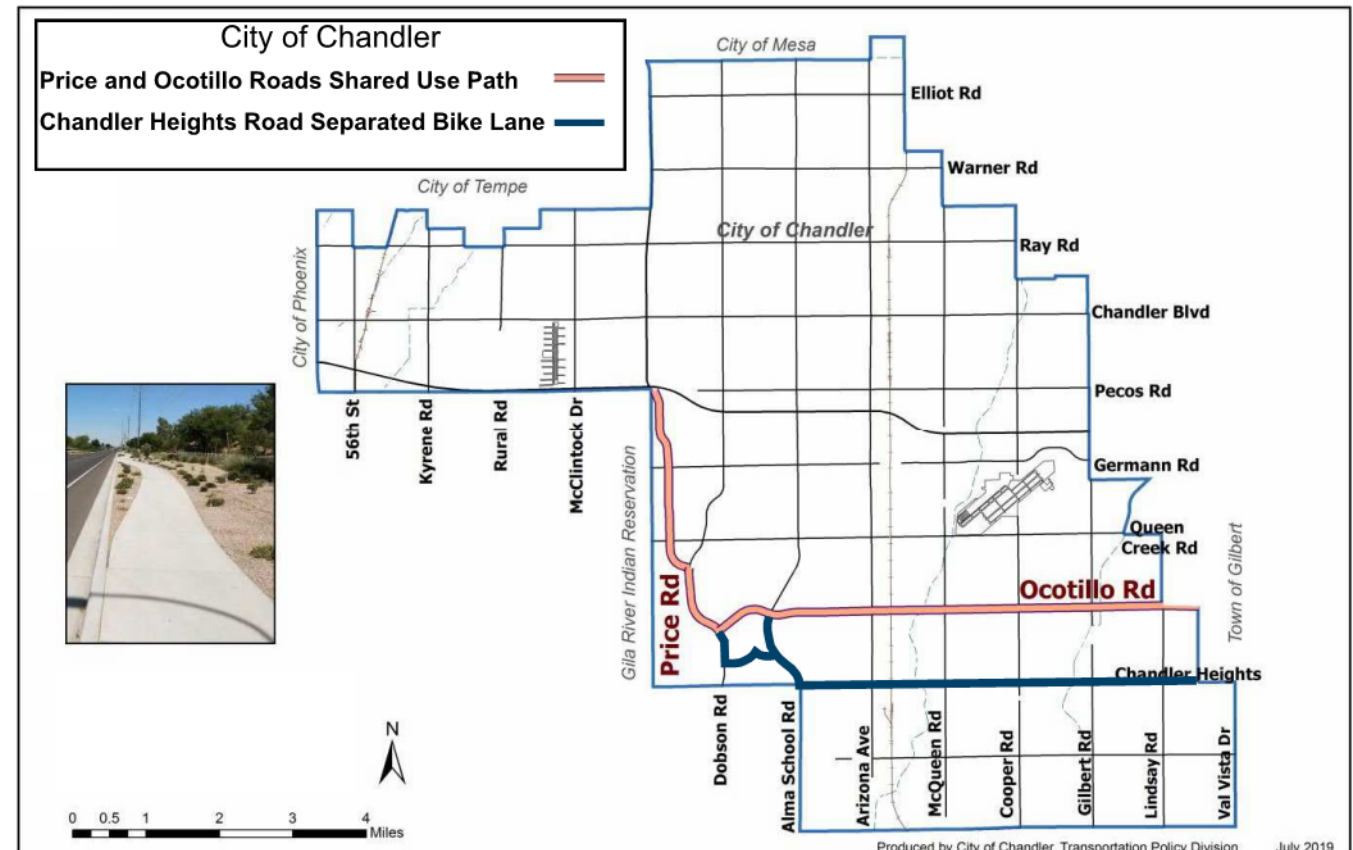 City of Chandler
Price and Ocotillo Roads Shared Use Path
Chandler Heights Road Separated Bike Lane
City of Mesa
Elliot Rd
Warner Rd
City of Tempe
City of Chandler
Ray Rd
City of Phoenix
Chandler Blvd
Pecos Rd
56th St
Kyrene Rd
Rural Rd
McClintock Dr
Gila River Indian Reservation
Germann Rd
Queen
Creek Rd
Town of Gilbert
Price Rd
Ocotillo Rd
Chandler Heights
Dobson Rd
Alma School Rd
Arizona Ave
McQueen Rd
Cooper Rd
Gilbert Rd
Lindsay Rd
Val Vista Dr
N
0 0.5 1 2 3 4
Miles
Produced by City of Chandler, Transportation Policy Division July 2019